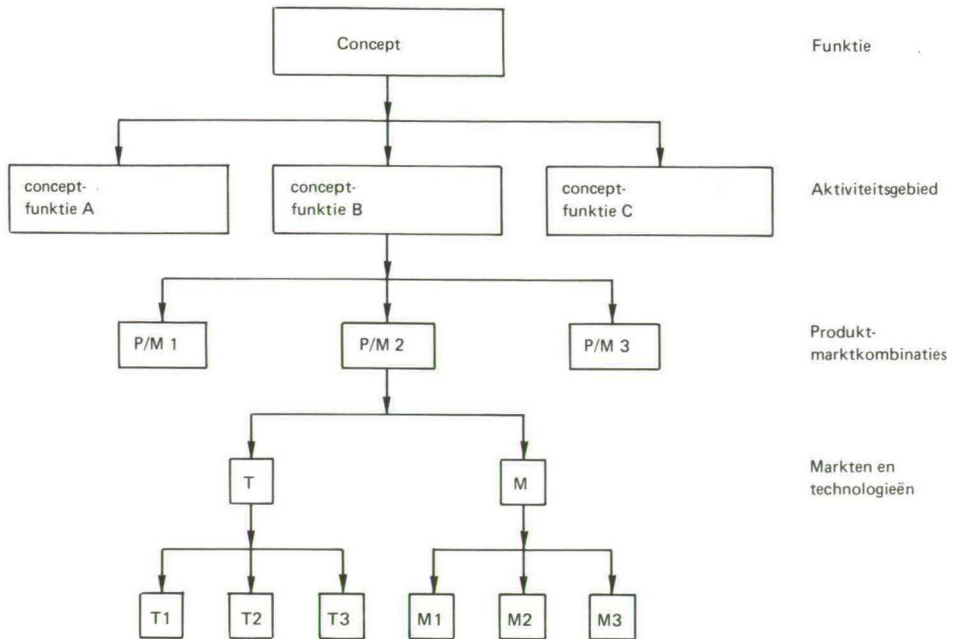 Concept
Funktie
concept-
funktie A
concept-
funktie B
concept-
funktie C
Aktiviteitsgebied
P/M 1
P/M 2
P/M 3
Produkt-
marktkombinaties
T
M
Markten en
technologieën
T1
T2
T3
M1
M2
M3